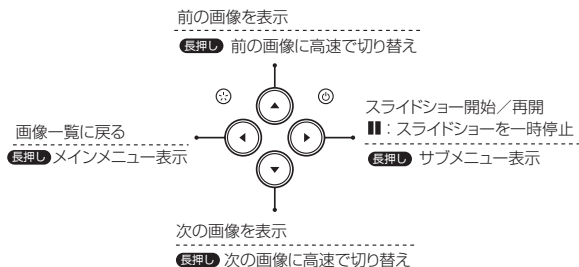 前の画像を表示
長押し 前の画像に高速で切り替え
スライドショー開始／再開
：スライドショーを一時停止
長押し サブメニュー表示
画像一覧に戻る
長押し メインメニュー表示
次の画像を表示
長押し 次の画像に高速で切り替え